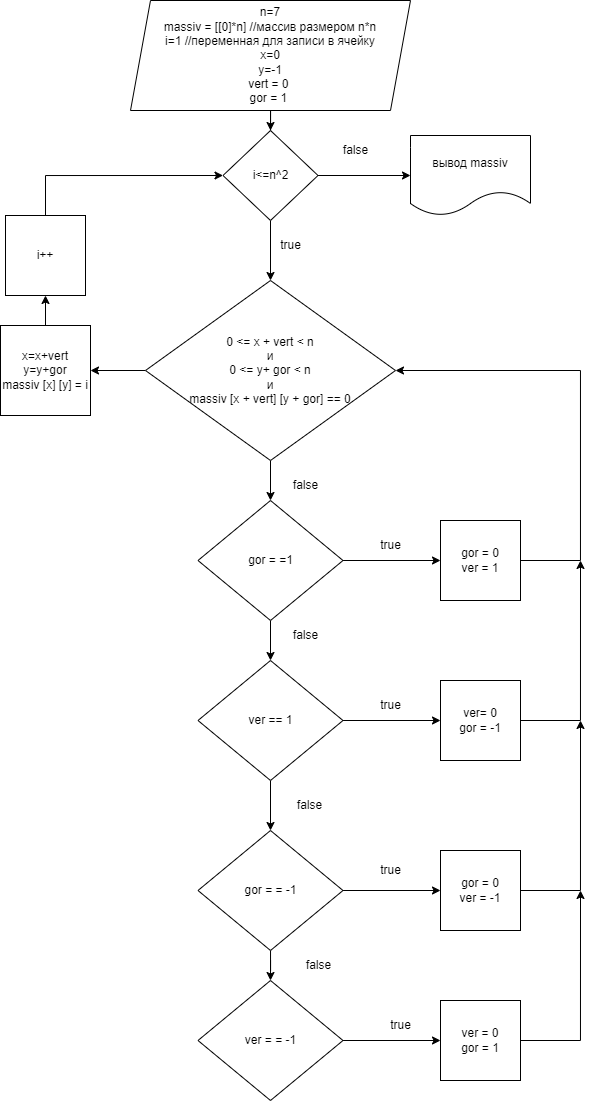 n=7
massiv = [[0]*n] //массив размером n*n
i=1 //переменная для записи в ячейку
x=0
y=-1
vert = 0
gor = 1
false
i<=n^2
вывод massiv
true
i++
0 <= x + vert < n
и
0 <= y+ gor < n
и
massiv [x + vert] [y + gor] == 0
x=x+vert
y=y+gor
massiv [x] [y] = i
false
gor = =1
true
gor = 0
ver = 1
false
ver == 1
true
ver= 0
gor = -1
false
gor = = -1
true
gor = 0
ver = -1
false
ver = = -1
true
ver = 0
gor = 1